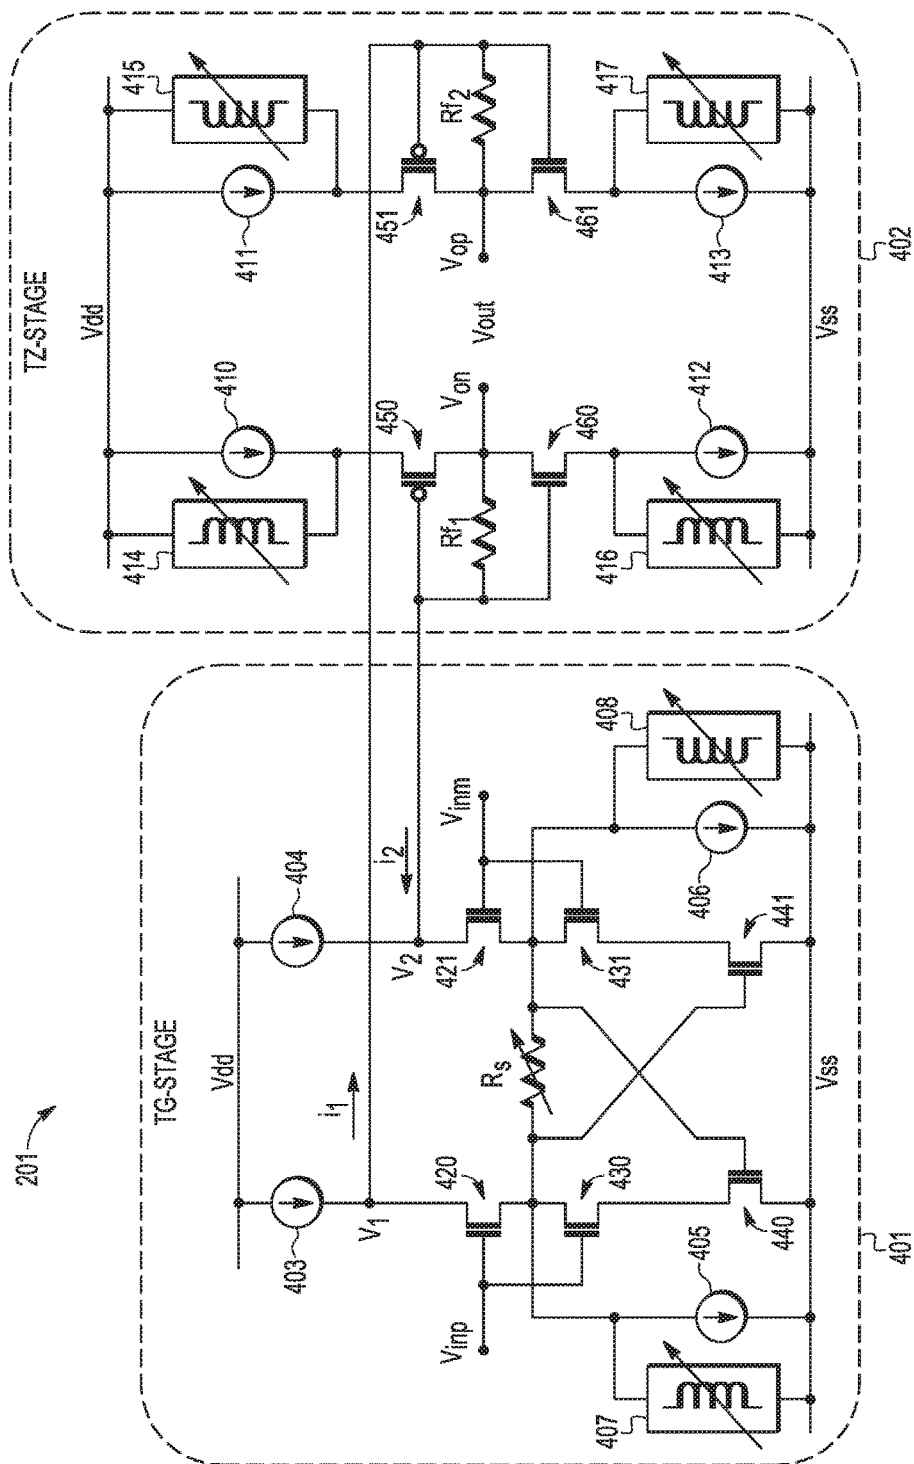 201
TG-STAGE
Vdd
403
404
V1
i1
V2
i2
Vinp
420
421
Vinm
Rs
430
431
405
406
407
408
440
441
Vss
401
TZ-STAGE
Vdd
414
410
411
415
450
451
Rf1
Von
Vout
Vop
Rf2
460
461
416
412
413
417
Vss
402